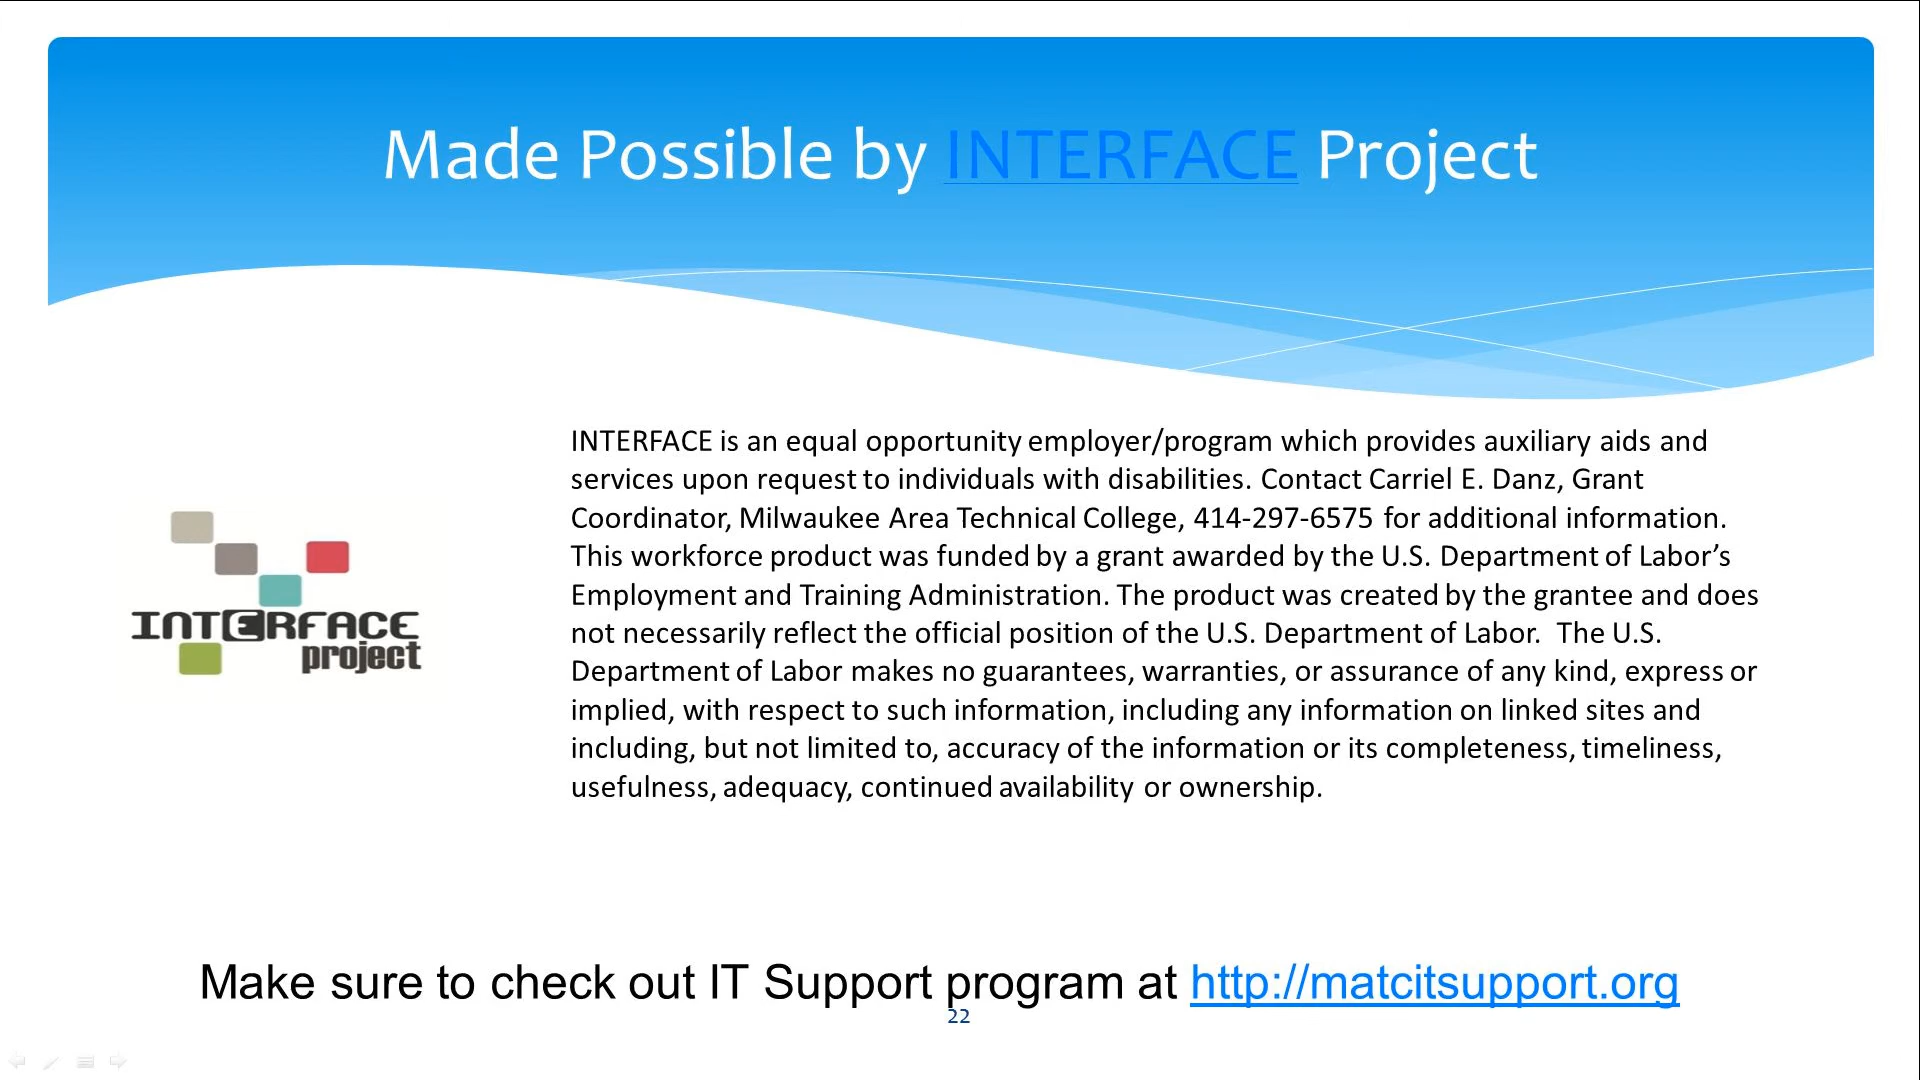 Made Possible by INTERFACE Project
INTERFACE is an equal opportunity employer/program which provides auxiliary aids and
services upon request to individuals with disabilities. Contact Carriel E. Danz, Grant
Coordinator, Milwaukee Area Technical College, 414-297-6575 for additional information.
This workforce product was funded by a grant awarded by the U.S. Department of Labor’s
Employment and Training Administration. The product was created by the grantee and does
not necessarily reflect the official position of the U.S. Department of Labor.  The U.S.
Department of Labor makes no guarantees, warranties, or assurance of any kind, express or
implied, with respect to such information, including any information on linked sites and
including, but not limited to, accuracy of the information or its completeness, timeliness,
usefulness, adequacy, continued availability or ownership.
INTERFACE
project
Make sure to check out IT Support program at http://matcitsupport.org
22